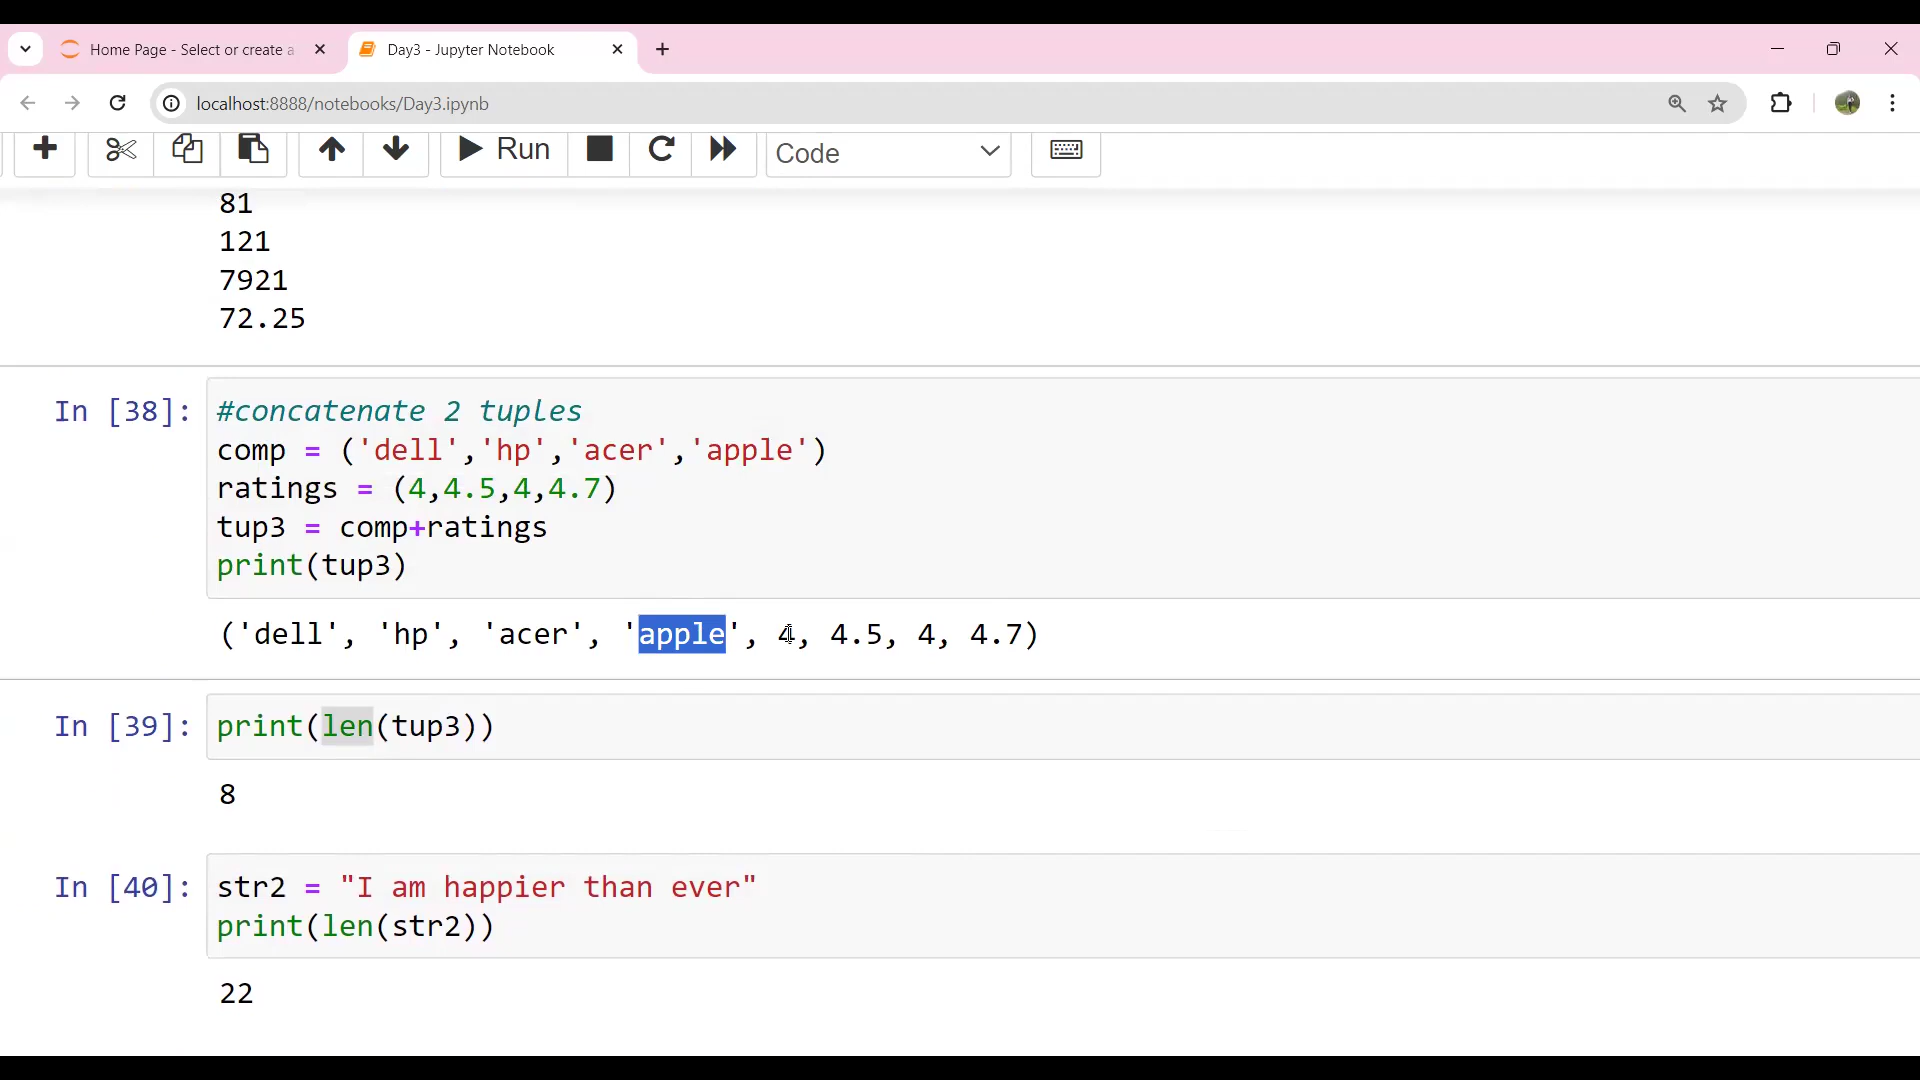 Home Page - Select or create a
Day3 - Jupyter Notebook
localhost:8888/notebooks/Day3.ipynb
Run
Code
81
121
7921
72.25
In [38]:
#concatenate 2 tuples
comp = ('dell','hp','acer','apple')
ratings = (4,4.5,4,4.7)
tup3 = comp+ratings
print(tup3)
('dell', 'hp', 'acer', 'apple', 4, 4.5, 4, 4.7)
In [39]:
print(len(tup3))
8
In [40]:
str2 = "I am happier than ever"
print(len(str2))
22